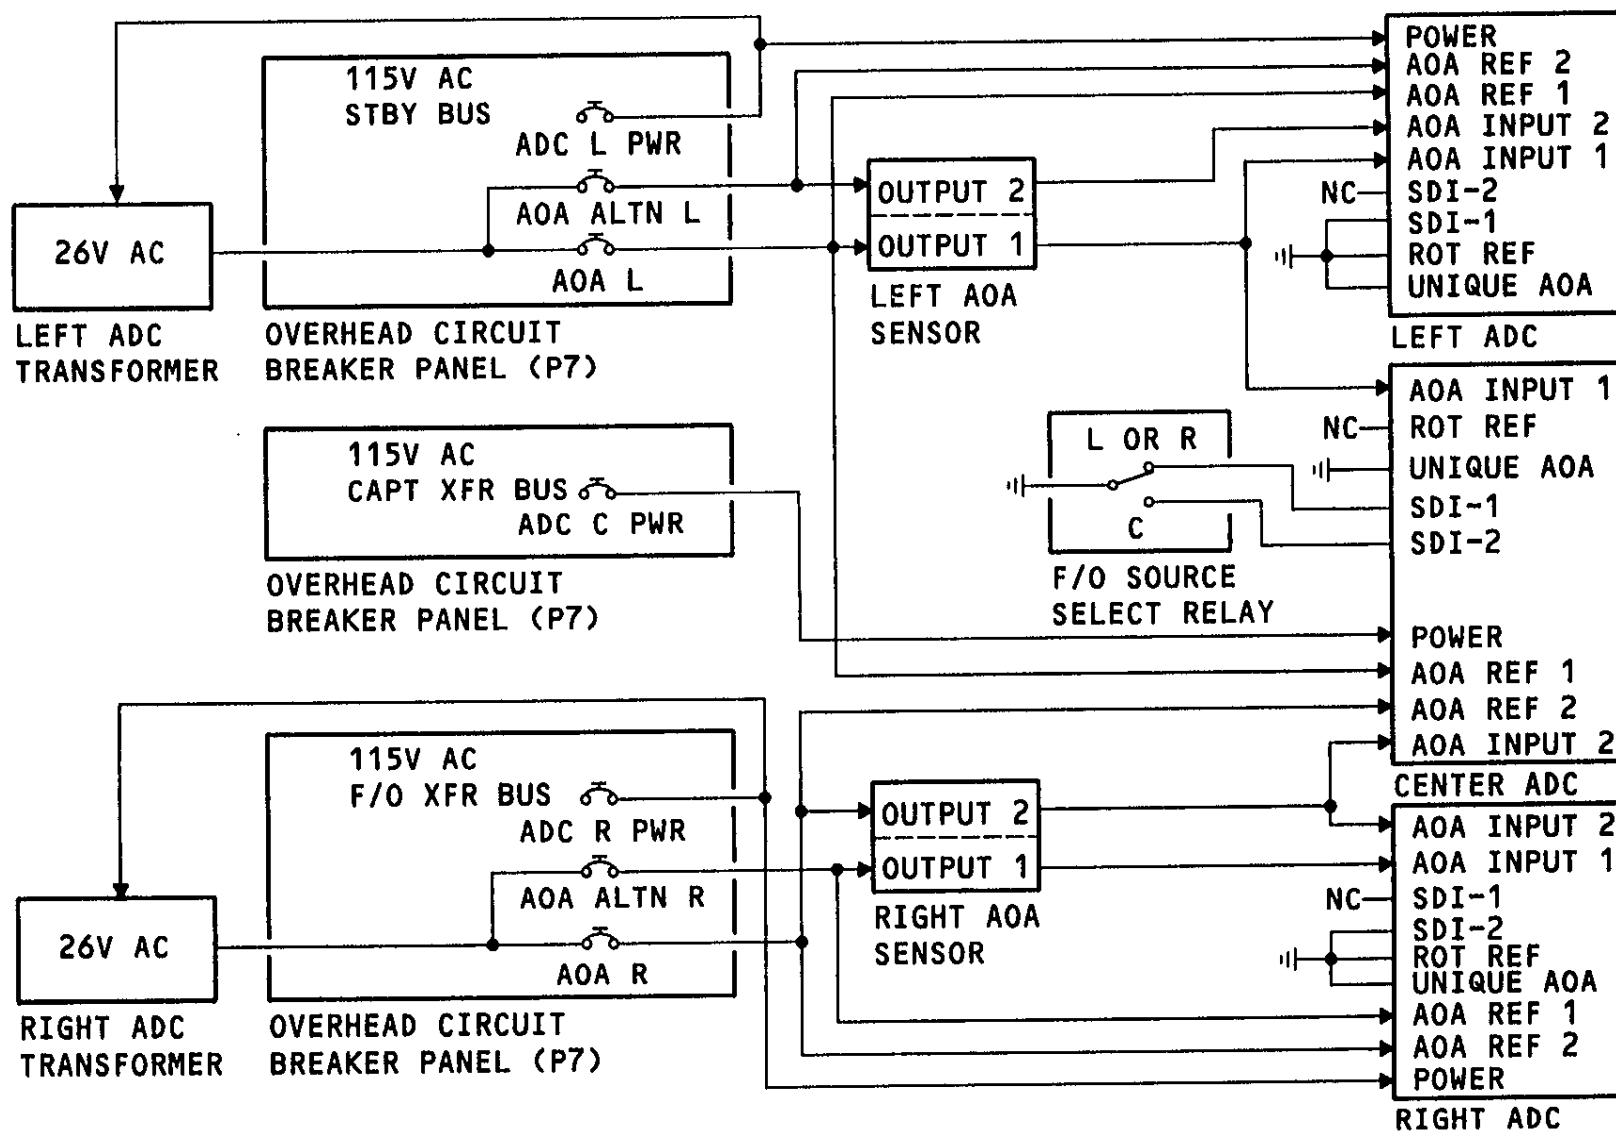 115V AC
STBY BUS
ADC L PWR
AOA ALTN L
AOA L
26V AC
LEFT ADC
TRANSFORMER
OVERHEAD CIRCUIT
BREAKER PANEL (P7)
OUTPUT 2
OUTPUT 1
LEFT AOA
SENSOR
POWER
AOA REF 2
AOA REF 1
AOA INPUT 2
AOA INPUT 1
NC SDI-2
SDI-1
ROT REF
UNIQUE AOA
LEFT ADC
115V AC
CAPT XFR BUS
ADC C PWR
OVERHEAD CIRCUIT
BREAKER PANEL (P7)
L OR R
C
F/O SOURCE
SELECT RELAY
AOA INPUT 1
NC ROT REF
UNIQUE AOA
SDI-1
SDI-2
POWER
AOA REF 1
AOA REF 2
AOA INPUT 2
CENTER ADC
115V AC
F/O XFR BUS
ADC R PWR
AOA ALTN R
AOA R
26V AC
RIGHT ADC
TRANSFORMER
OVERHEAD CIRCUIT
BREAKER PANEL (P7)
OUTPUT 2
OUTPUT 1
RIGHT AOA
SENSOR
AOA INPUT 2
AOA INPUT 1
NC SDI-1
SDI-2
ROT REF
UNIQUE AOA
AOA REF 1
AOA REF 2
POWER
RIGHT ADC